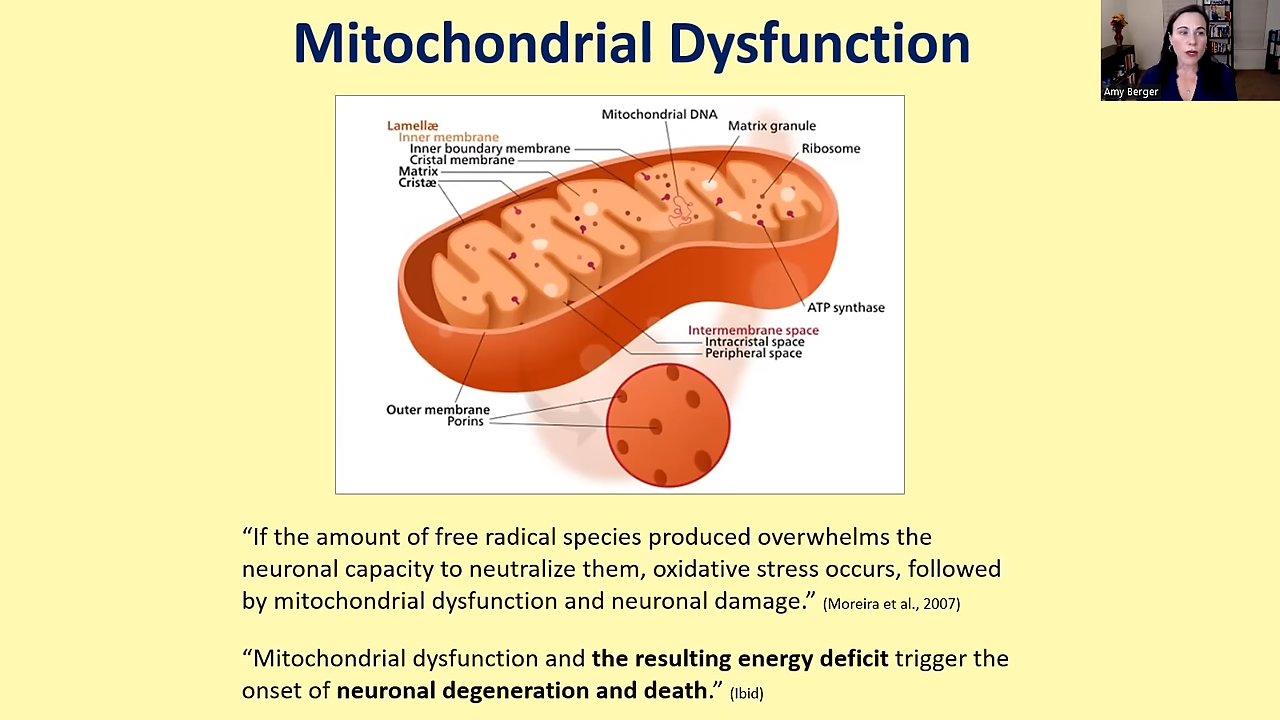 Mitochondrial Dysfunction
Amy Berger
Mitochondrial DNA
Lamellæ
Matrix granule
Inner membrane
Inner boundary membrane
Ribosome
Cristal membrane
Matrix
Cristæ
ATP synthase
Intermembrane space
Intracristal space
Peripheral space
Outer membrane
Porins
“If the amount of free radical species produced overwhelms the
neuronal capacity to neutralize them, oxidative stress occurs, followed
by mitochondrial dysfunction and neuronal damage.” (Moreira et al., 2007)
“Mitochondrial dysfunction and the resulting energy deficit trigger the
onset of neuronal degeneration and death.” (Ibid)